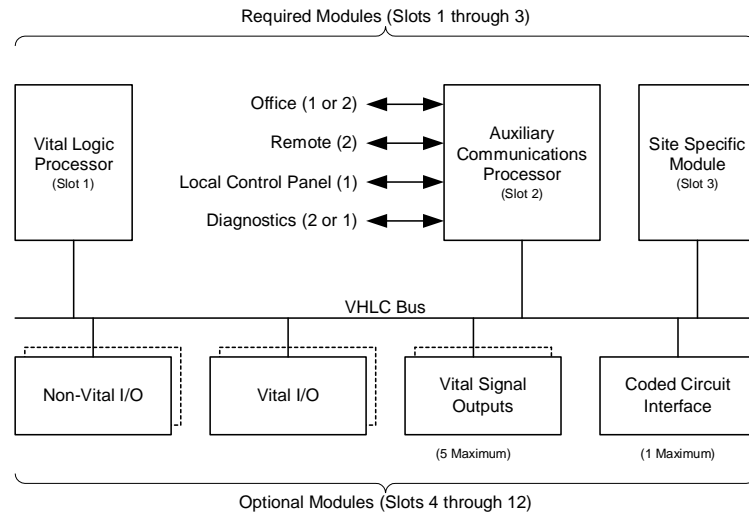 Required Modules (Slots 1 through 3)
Vital Logic
Processor
(Slot 1)
Office (1 or 2)
Remote (2)
Local Control Panel (1)
Diagnostics (2 or 1)
Auxiliary
Communications
Processor
(Slot 2)
Site Specific
Module
(Slot 3)
VHLC Bus
Non-Vital I/O
Vital I/O
Vital Signal
Outputs
(5 Maximum)
Coded Circuit
Interface
(1 Maximum)
Optional Modules (Slots 4 through 12)